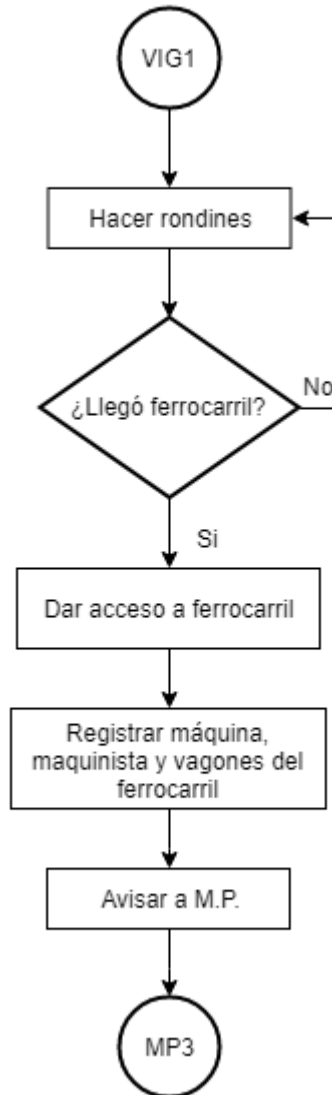 VIG1
Hacer rondines
¿Llegó ferrocarril?
No
Si
Dar acceso a ferrocarril
Registrar máquina,
maquinista y vagones del
ferrocarril
Avisar a M.P.
MP3